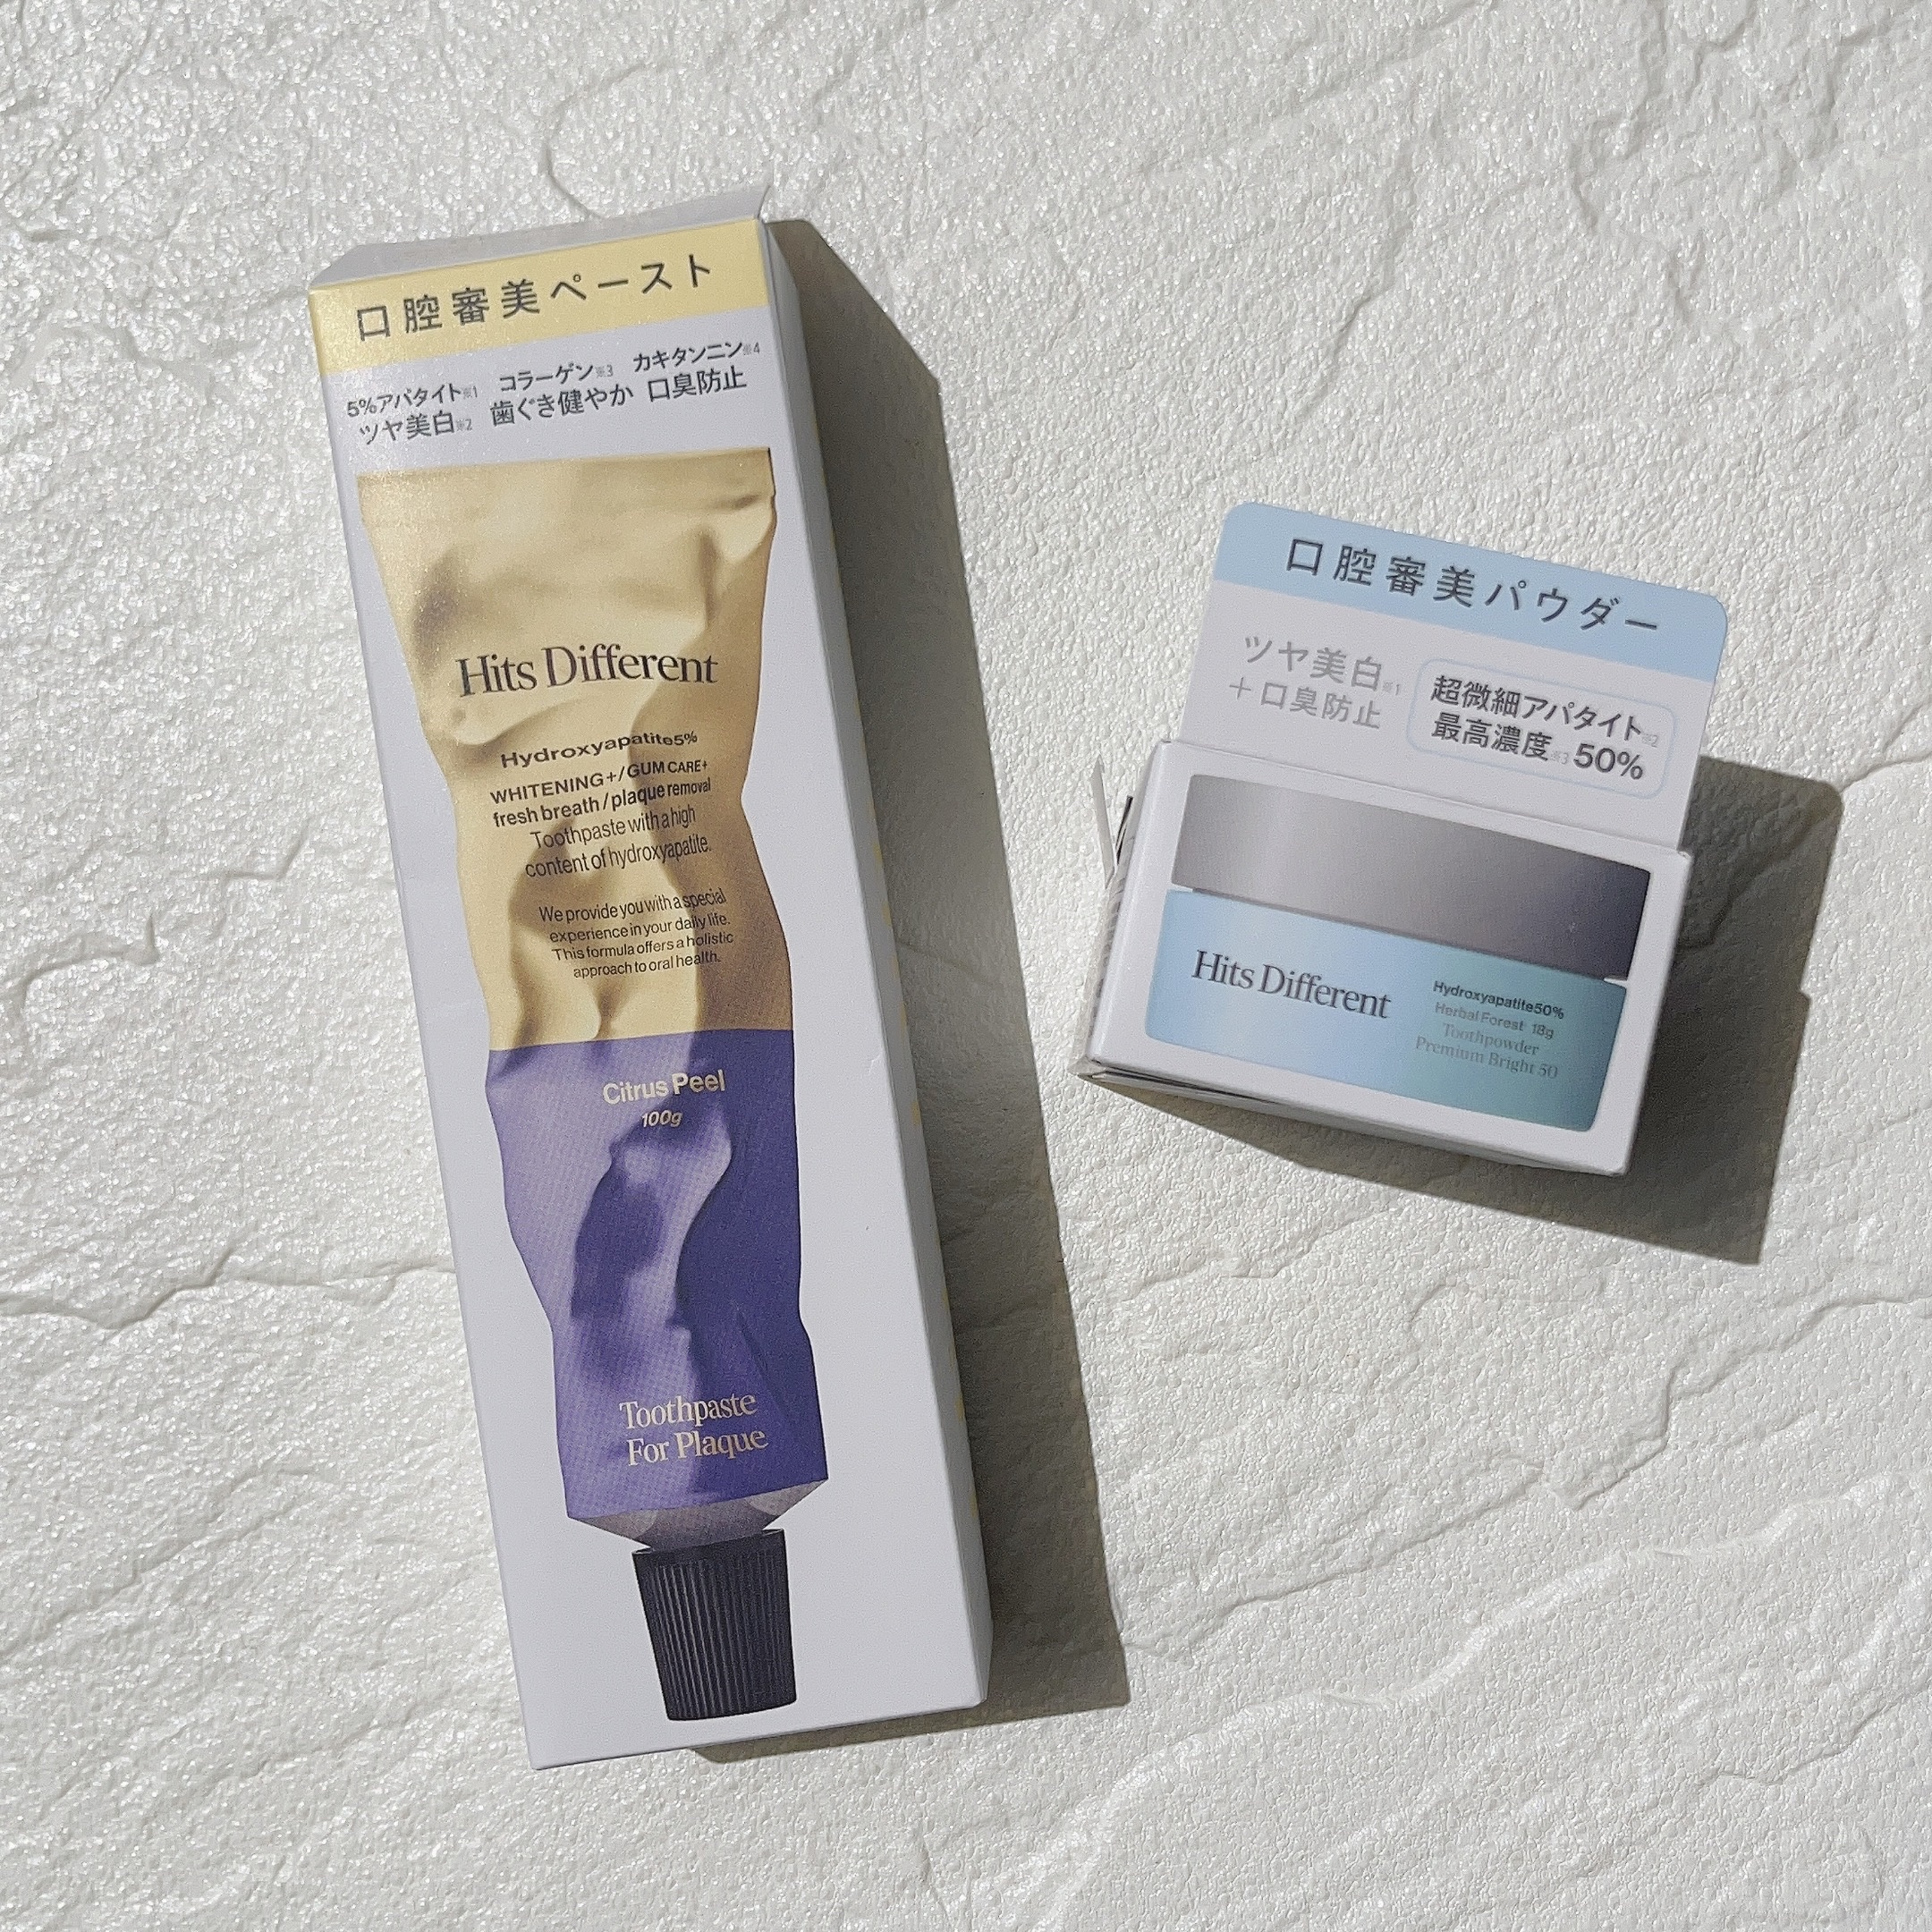 口腔審美ペースト
5%アパタイト※1 コラーゲン※3 カキタンニン※4
ツヤ美白※2 歯ぐき健やか 口臭防止
Hits Different
Hydroxyapatite5%
WHITENING+/GUM CARE+
fresh breath/plaque removal
Toothpaste with a high
content of hydroxyapatite.
We provide you with a special
experience in your daily life.
This formula offers a holistic
approach to oral health.
Citrus Peel
100g
Toothpaste
For Plaque
口腔審美パウダー
ツヤ美白※1
+口臭防止
超微細アパタイト※2
最高濃度※3 50%
Hits Different
Hydroxyapatite50%
Herbal Forest 18g
Toothpowder
Premium Bright 50